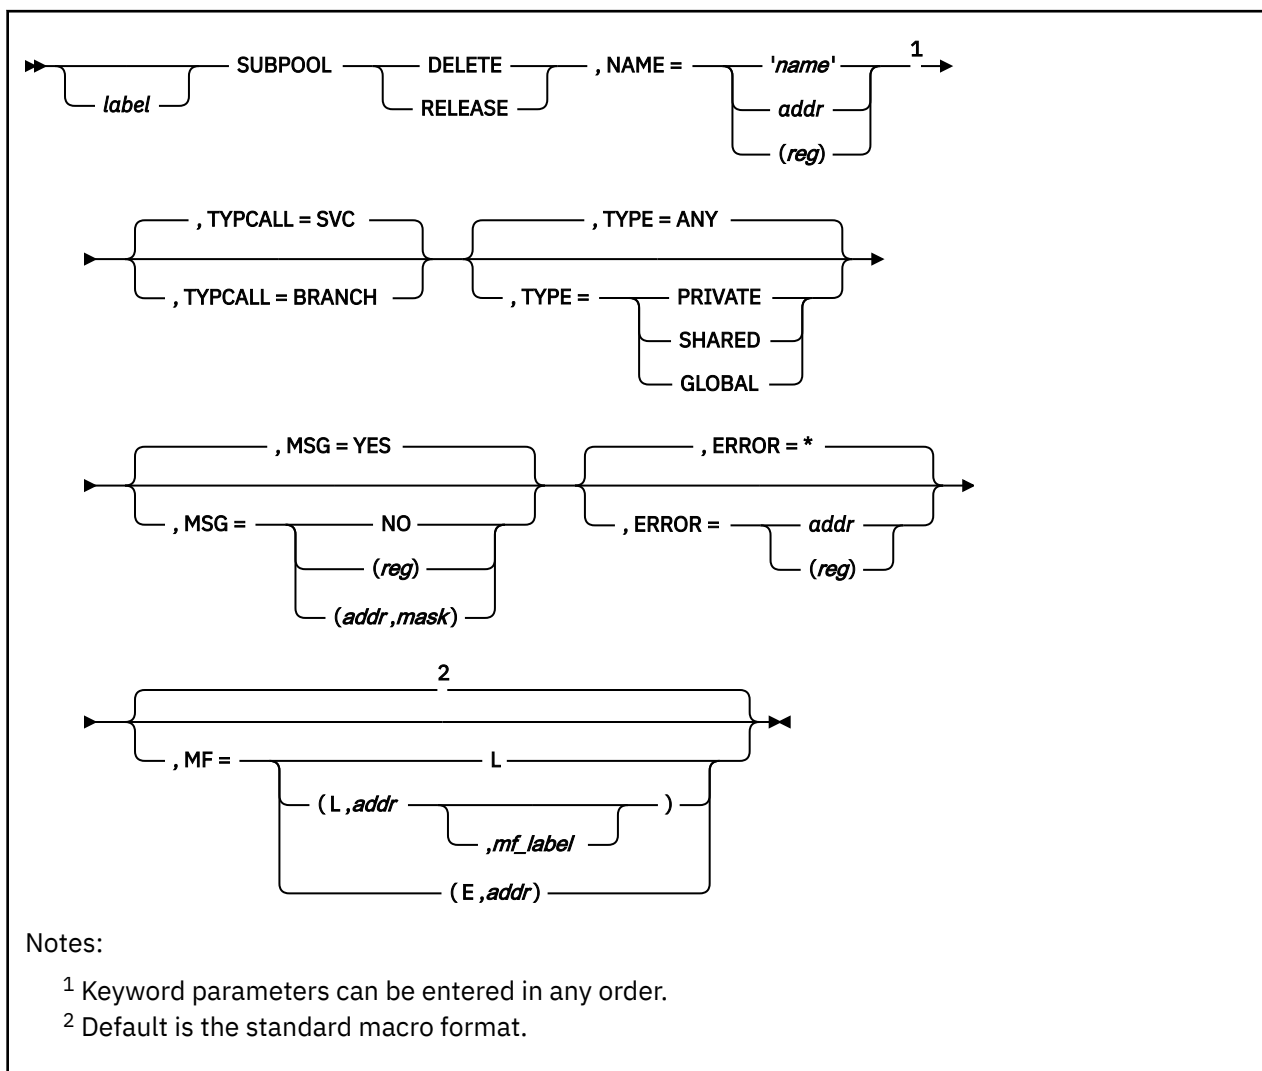 SUBPOOL DELETE , NAME = 'name' 1
label RELEASE addr
(reg)
, TYPCALL = SVC , TYPE = ANY
, TYPCALL = BRANCH , TYPE = PRIVATE
SHARED
GLOBAL
, MSG = YES , ERROR = *
, MSG = NO , ERROR = addr
(reg) (reg)
(addr ,mask)
2
, MF = L
( L ,addr )
,mf_label
( E ,addr )
Notes:
1 Keyword parameters can be entered in any order.
2 Default is the standard macro format.